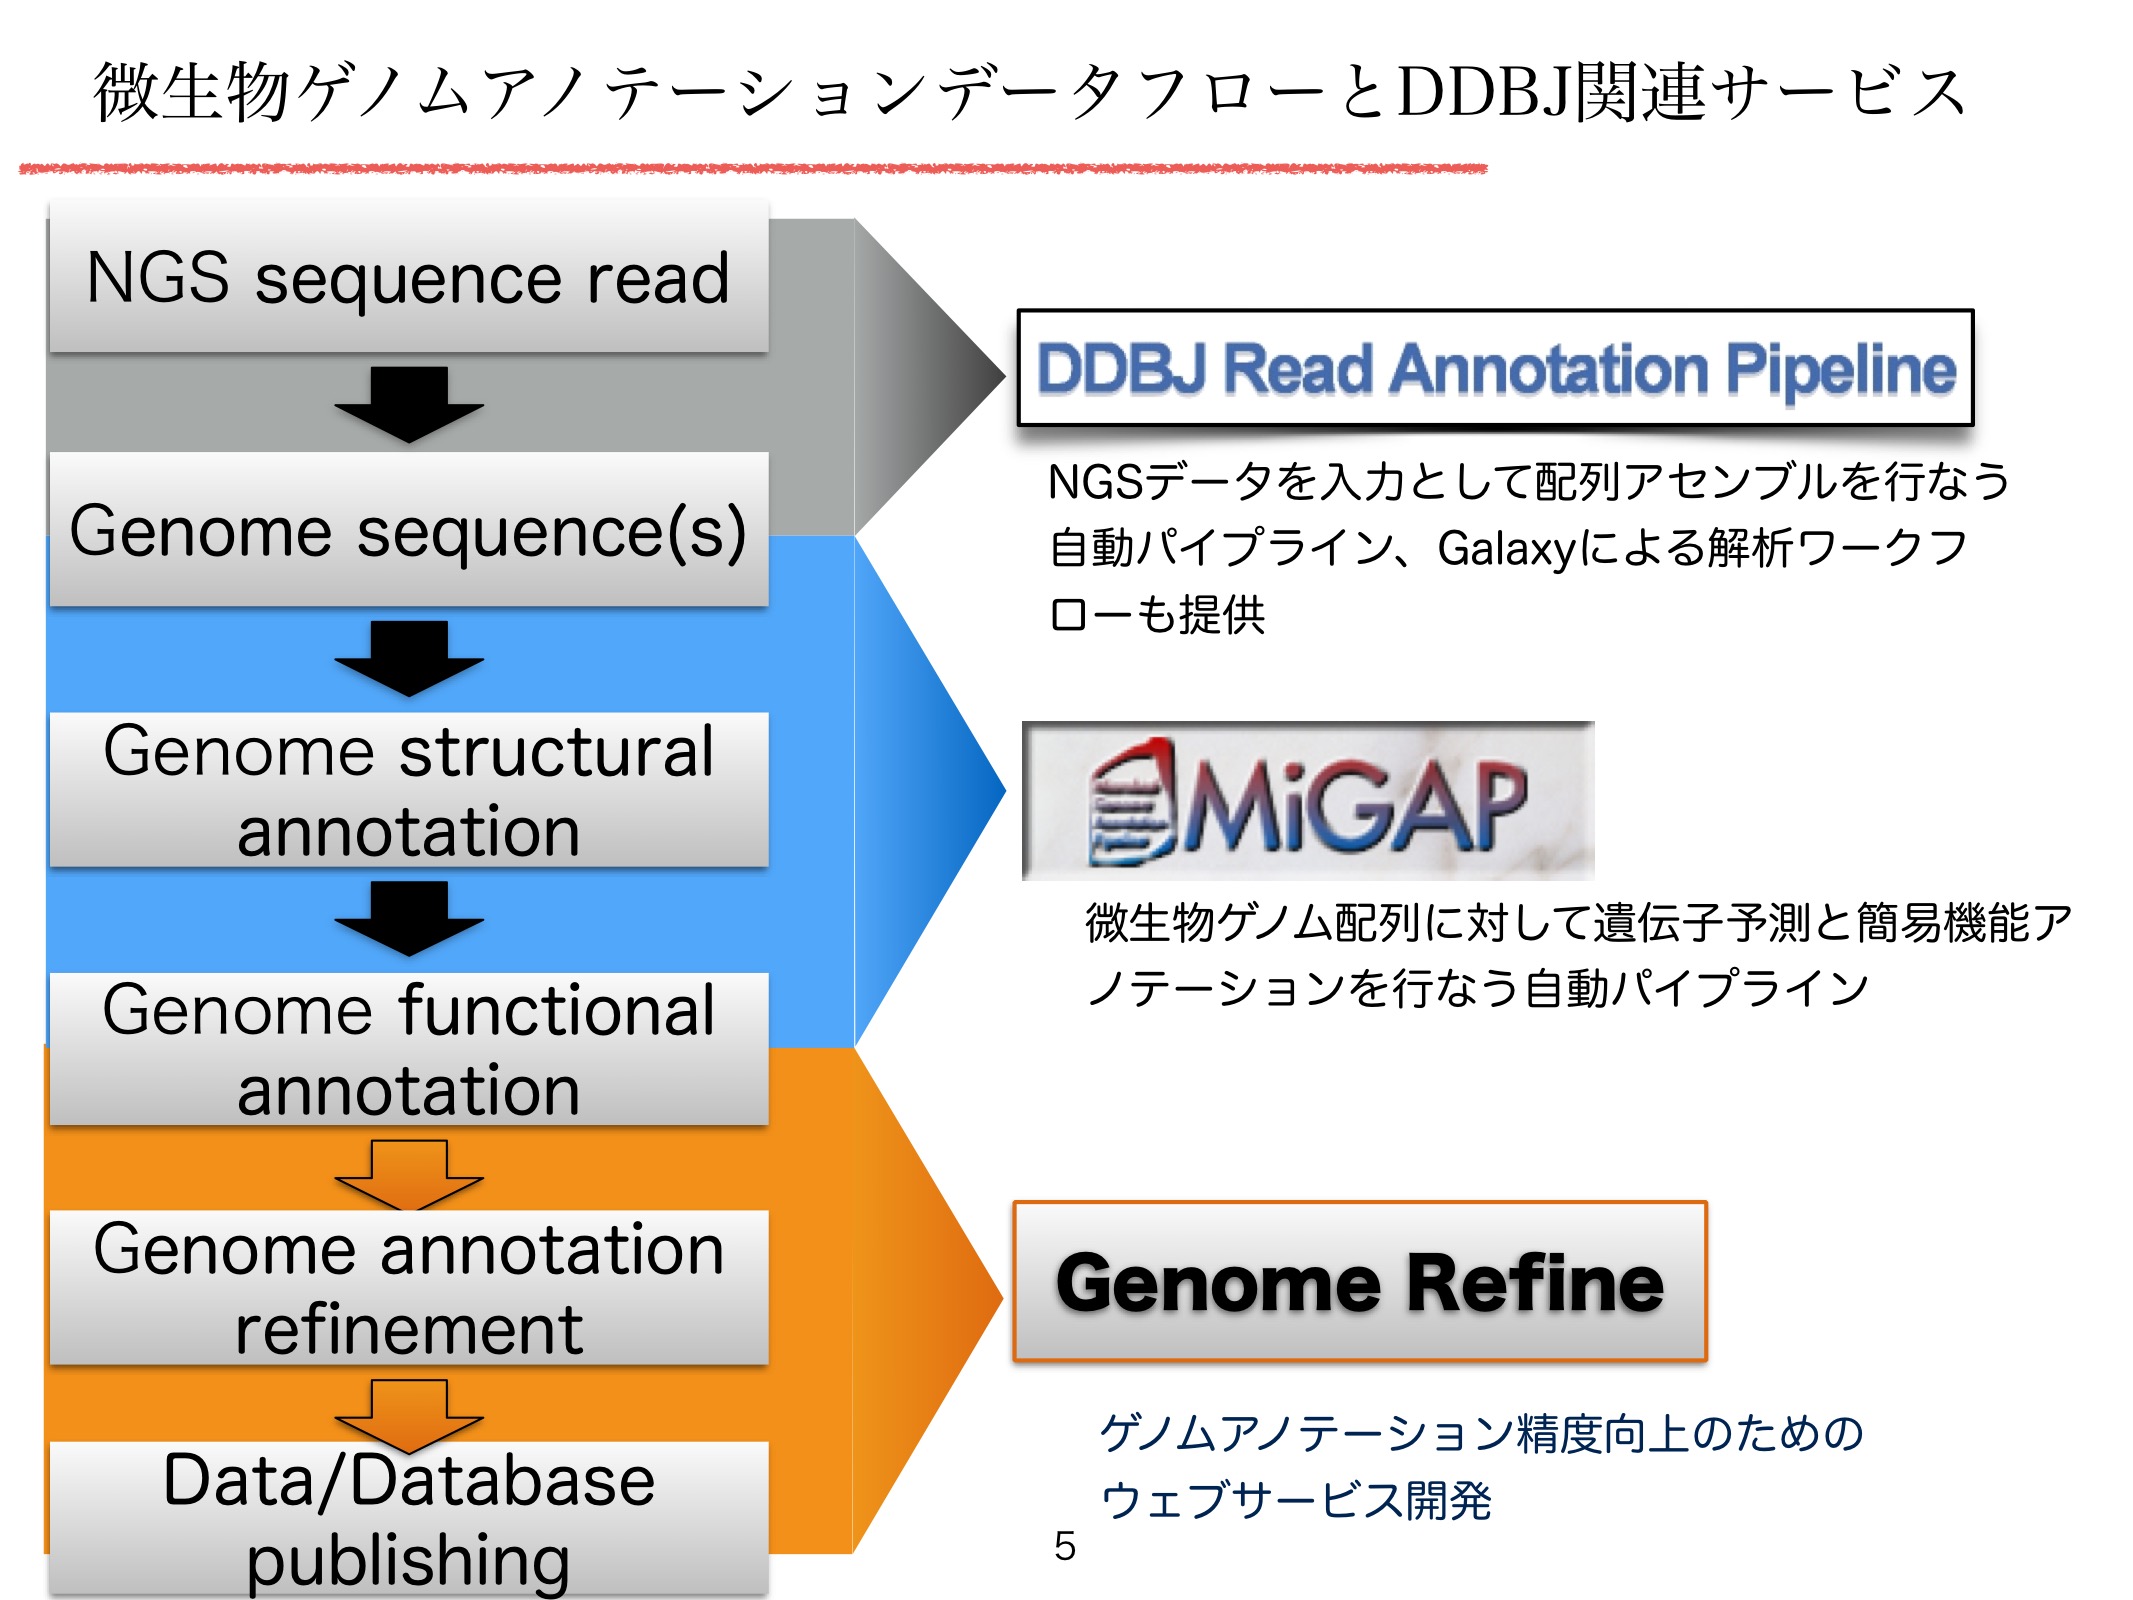 微生物ゲノムアノテーションデータフローとDDBJ関連サービス
NGS sequence read
Genome sequence(s)
Genome structural
annotation
Genome functional
annotation
Genome annotation
refinement
Data/Database
publishing
DDBJ Read Annotation Pipeline
NGSデータを入力として配列アセンブルを行なう
自動パイプライン、Galaxyによる解析ワークフ
ローも提供
MiGAP
微生物ゲノム配列に対して遺伝子予測と簡易機能ア
ノテーションを行なう自動パイプライン
Genome Refine
ゲノムアノテーション精度向上のための
ウェブサービス開発
5